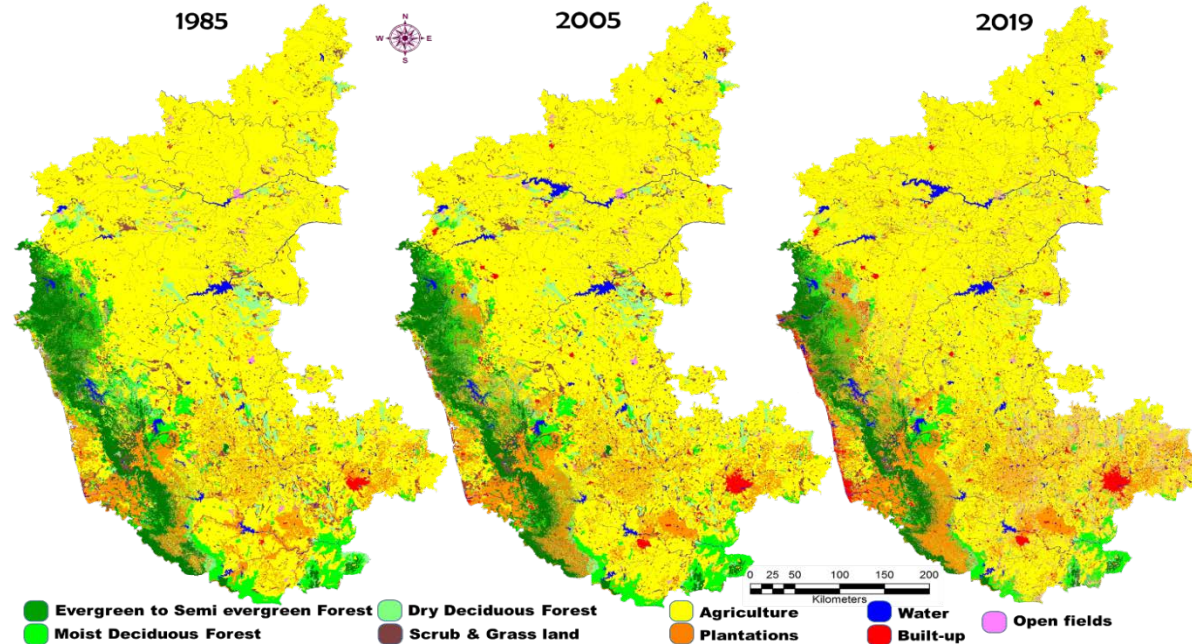 1985
2005
2019
N
W E
S
0 25 50 100 150 200
Kilometers
Evergreen to Semi evergreen Forest
Dry Deciduous Forest
Agriculture
Water
Open fields
Moist Deciduous Forest
Scrub & Grass land
Plantations
Built-up